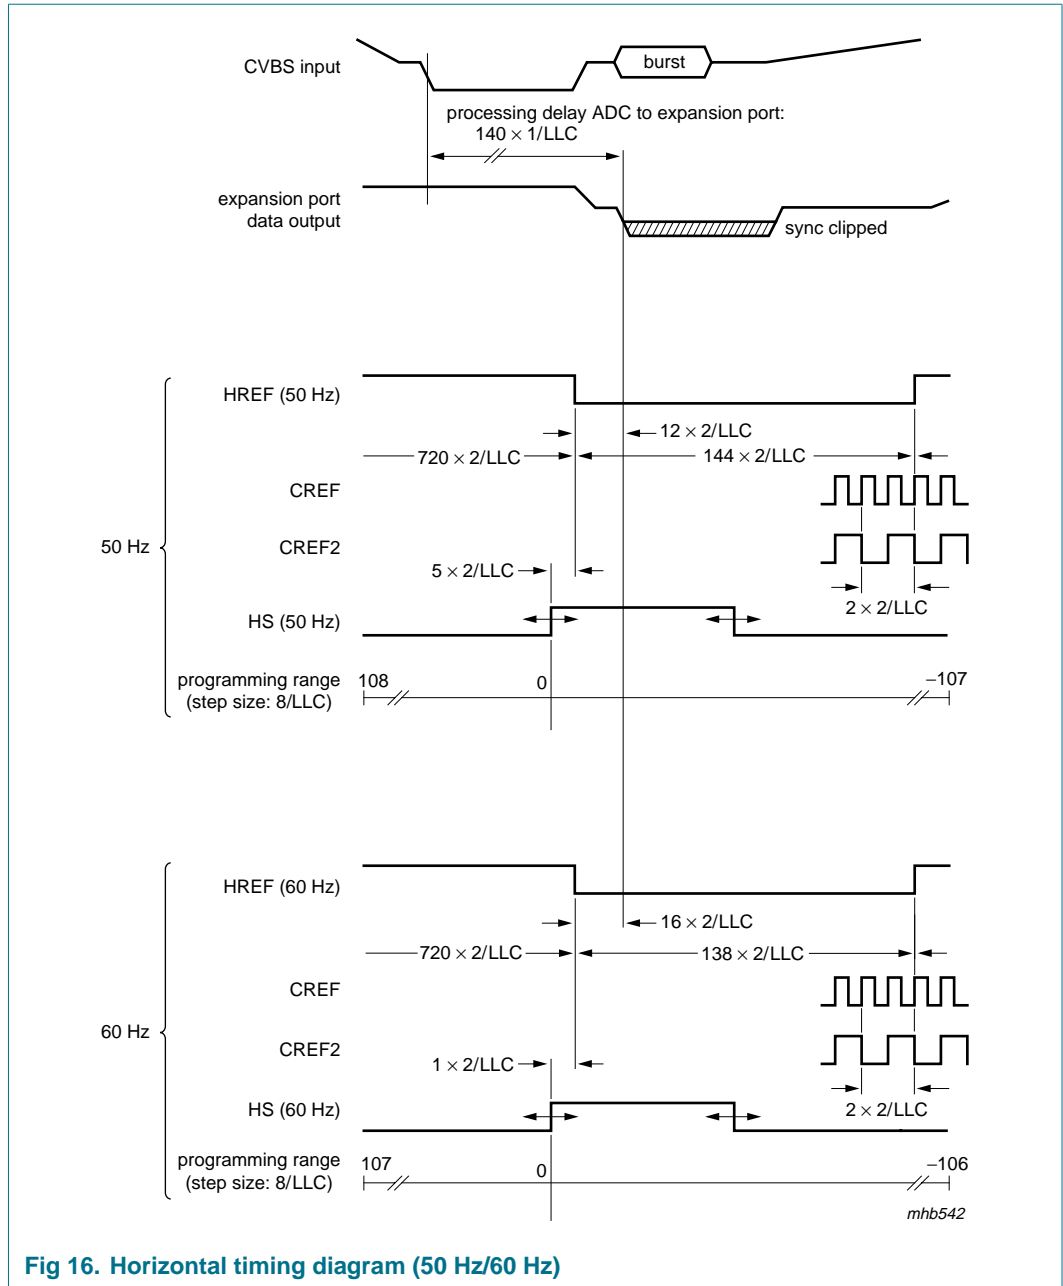 CVBS input
burst
processing delay ADC to expansion port:
140 × 1/LLC
expansion port
data output
sync clipped
HREF (50 Hz)
12 × 2/LLC
720 × 2/LLC
144 × 2/LLC
CREF
50 Hz
CREF2
5 × 2/LLC
2 × 2/LLC
HS (50 Hz)
programming range
(step size: 8/LLC)
108
0
−107
HREF (60 Hz)
16 × 2/LLC
720 × 2/LLC
138 × 2/LLC
CREF
60 Hz
CREF2
1 × 2/LLC
2 × 2/LLC
HS (60 Hz)
programming range
(step size: 8/LLC)
107
0
−106
mhb542
Fig 16. Horizontal timing diagram (50 Hz/60 Hz)